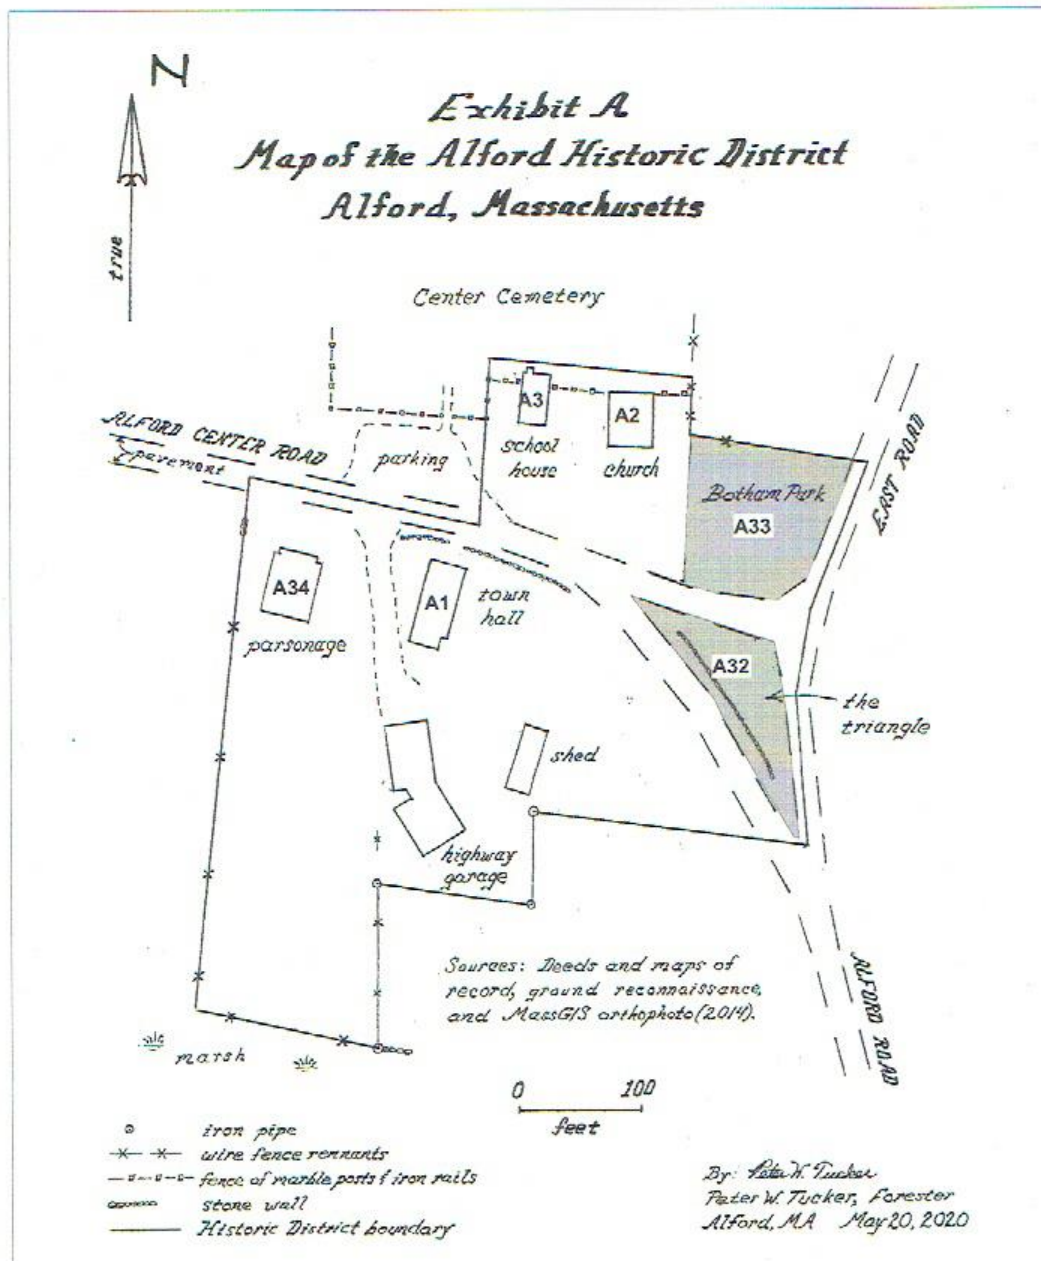 N
true
Exhibit A
Map of the Alford Historic District
Alford, Massachusetts
Center Cemetery
ALFORD CENTER ROAD
pavement
parking
A3
school
house
A2
church
Botham Park
A33
EAST ROAD
A34
parsonage
A1
town
hall
A32
the
triangle
shed
highway
garage
Sources: Deeds and maps of
record, ground reconnaissance,
and MassGIS orthophoto (2014).
ALFORD ROAD
marsh
0 100
feet
iron pipe
wire fence remnants
fence of marble posts & iron rails
stone wall
Historic District boundary
By: Peter W. Tucker
Peter W. Tucker, Forester
Alford, MA May 20, 2020